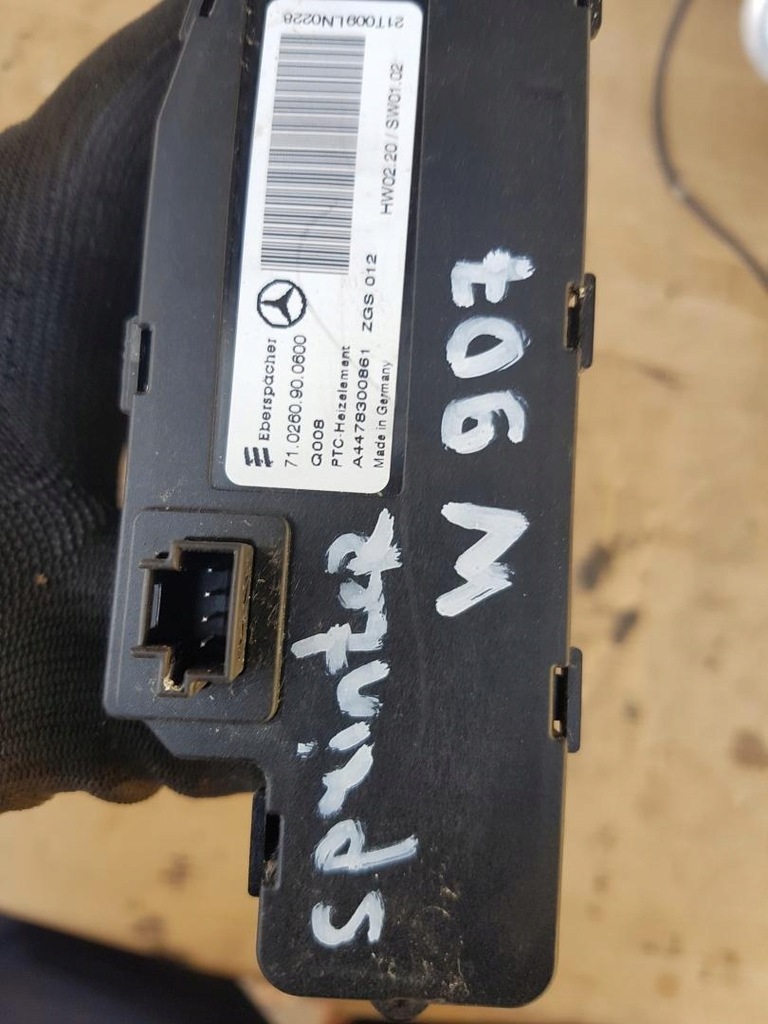 21T009LN0228
Eberspächer
71.0260.90.0600
Q008
PTC-Heizelement
A4478300861 ZGS 012 HW02.20 / SW01.02
Made in Germany
Sprinter
W 907